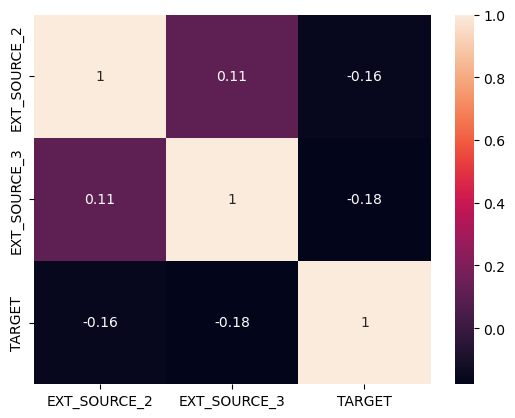 EXT_SOURCE_2 1 0.11 -0.16
EXT_SOURCE_3 0.11 1 -0.18
TARGET -0.16 -0.18 1
EXT_SOURCE_2 EXT_SOURCE_3 TARGET
1.0
0.8
0.6
0.4
0.2
0.0